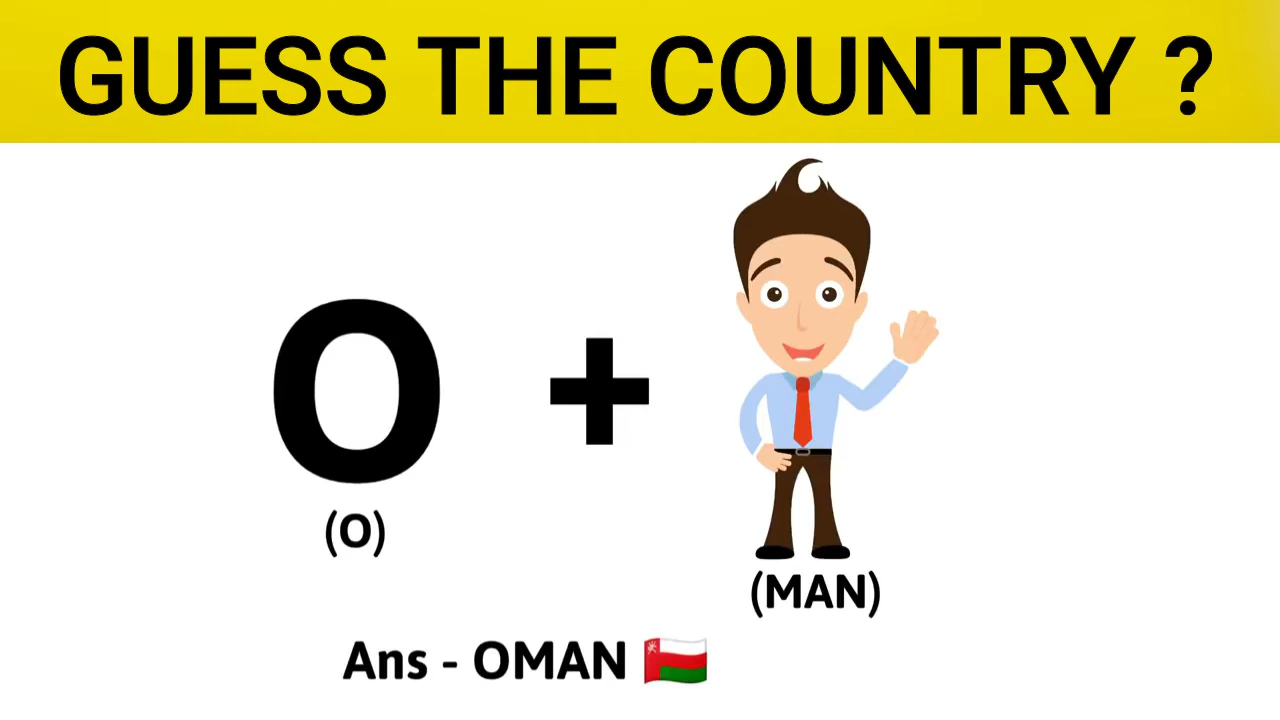 GUESS THE COUNTRY ?
O +
(O)
(MAN)
Ans - OMAN 🇴🇲